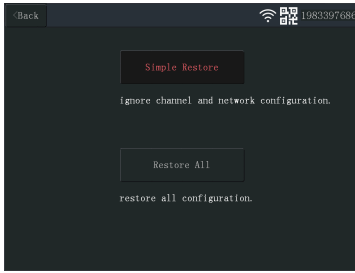 <Back
1983397686
Simple Restore
ignore channel and network configuration.
Restore All
restore all configuration.